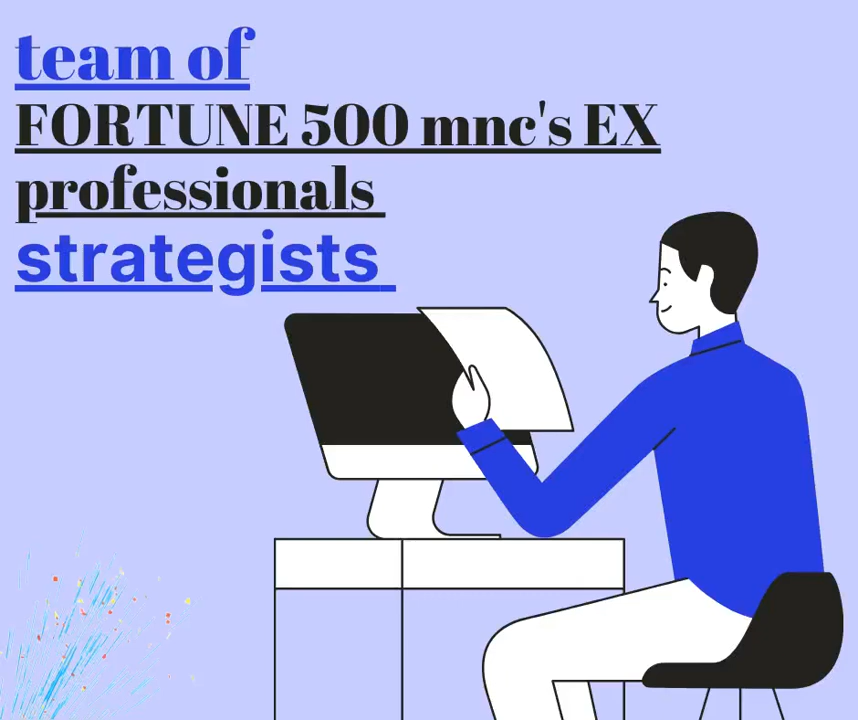 team of
FORTUNE 500 mnc's EX
professionals
strategists